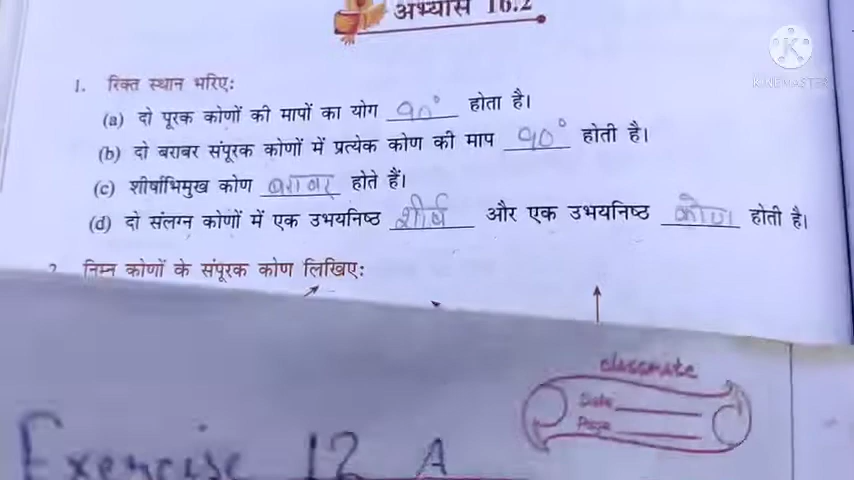 अभ्यास 16.2
KINEMASTER
1. रिक्त स्थान भरिए:
(a) दो पूरक कोणों की मापों का योग 90° होता है।
(b) दो बराबर संपूरक कोणों में प्रत्येक कोण की माप 90° होती है।
(c) शीर्षाभिमुख कोण बराबर होते हैं।
(d) दो संलग्न कोणों में एक उभयनिष्ठ शीर्ष और एक उभयनिष्ठ कोण होती है।
2. निम्न कोणों के संपूरक कोण लिखिए:
classmate
Date
Page
Exercise 12 A